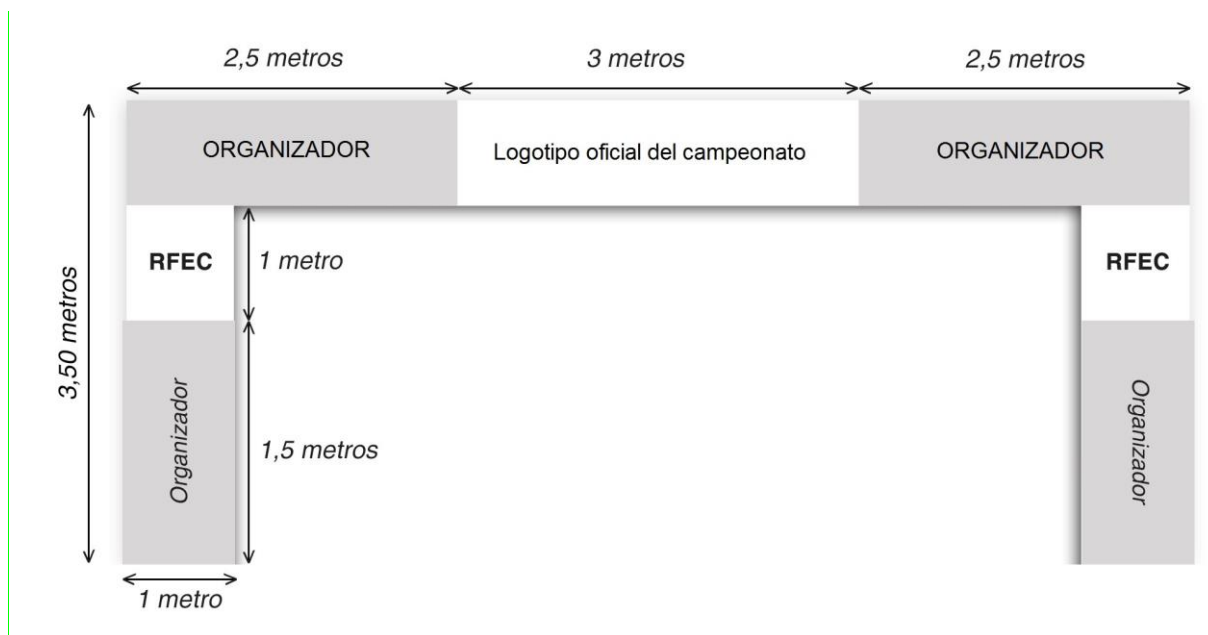 2,5 metros
3 metros
2,5 metros
ORGANIZADOR
Logotipo oficial del campeonato
ORGANIZADOR
3,50 metros
RFEC
1 metro
RFEC
Organizador
1,5 metros
Organizador
1 metro